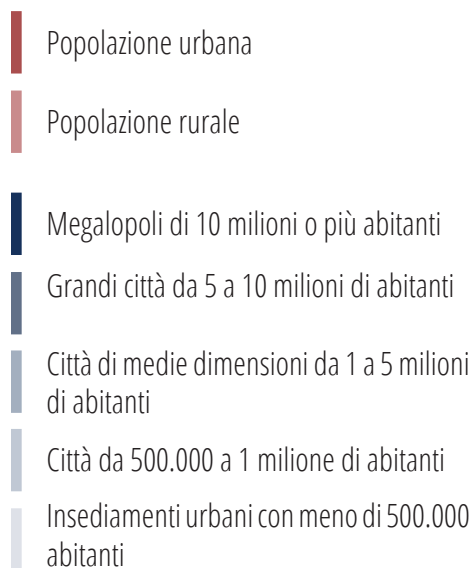 Popolazione urbana
Popolazione rurale
Megalopoli di 10 milioni o più abitanti
Grandi città da 5 a 10 milioni di abitanti
Città di medie dimensioni da 1 a 5 milioni
di abitanti
Città da 500.000 a 1 milione di abitanti
Insediamenti urbani con meno di 500.000
abitanti